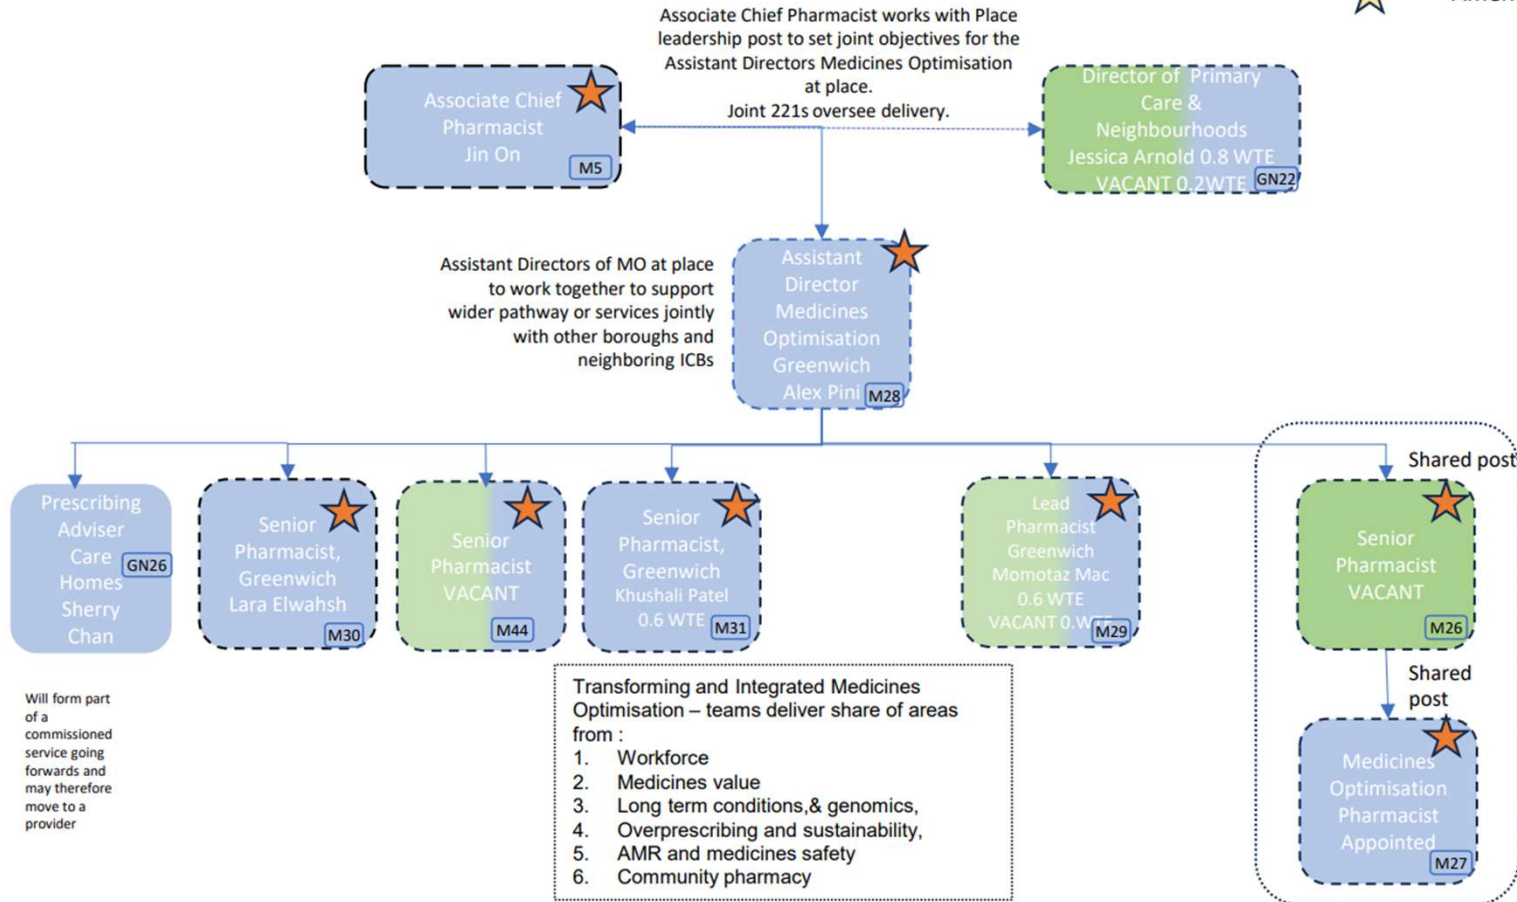 Associate Chief Pharmacist works with Place
leadership post to set joint objectives for the
Assistant Directors Medicines Optimisation
at place.
Joint 221s oversee delivery.
Associate Chief
Pharmacist
Jin On
M5
Director of Primary
Care &
Neighbourhoods
Jessica Arnold 0.8 WTE
VACANT 0.2WTE
GN22
Assistant Directors of MO at place
to work together to support
wider pathway or services jointly
with other boroughs and
neighboring ICBs
Assistant
Director
Medicines
Optimisation
Greenwich
Alex Pini
M28
Prescribing
Adviser
Care
Homes
Sherry
Chan
GN26
Senior
Pharmacist,
Greenwich
Lara Elwahsh
M30
Senior
Pharmacist
VACANT
M44
Senior
Pharmacist,
Greenwich
Khushali Patel
0.6 WTE
M31
Lead
Pharmacist
Greenwich
Momotaz Mac
0.6 WTE
VACANT
M29
Shared post
Senior
Pharmacist
VACANT
M26
Shared
post
Medicines
Optimisation
Pharmacist
Appointed
M27
Will form part
of a
commissioned
service going
forwards and
may therefore
move to a
provider
Transforming and Integrated Medicines
Optimisation – teams deliver share of areas
from :
1. Workforce
2. Medicines value
3. Long term conditions,& genomics,
4. Overprescribing and sustainability,
5. AMR and medicines safety
6. Community pharmacy